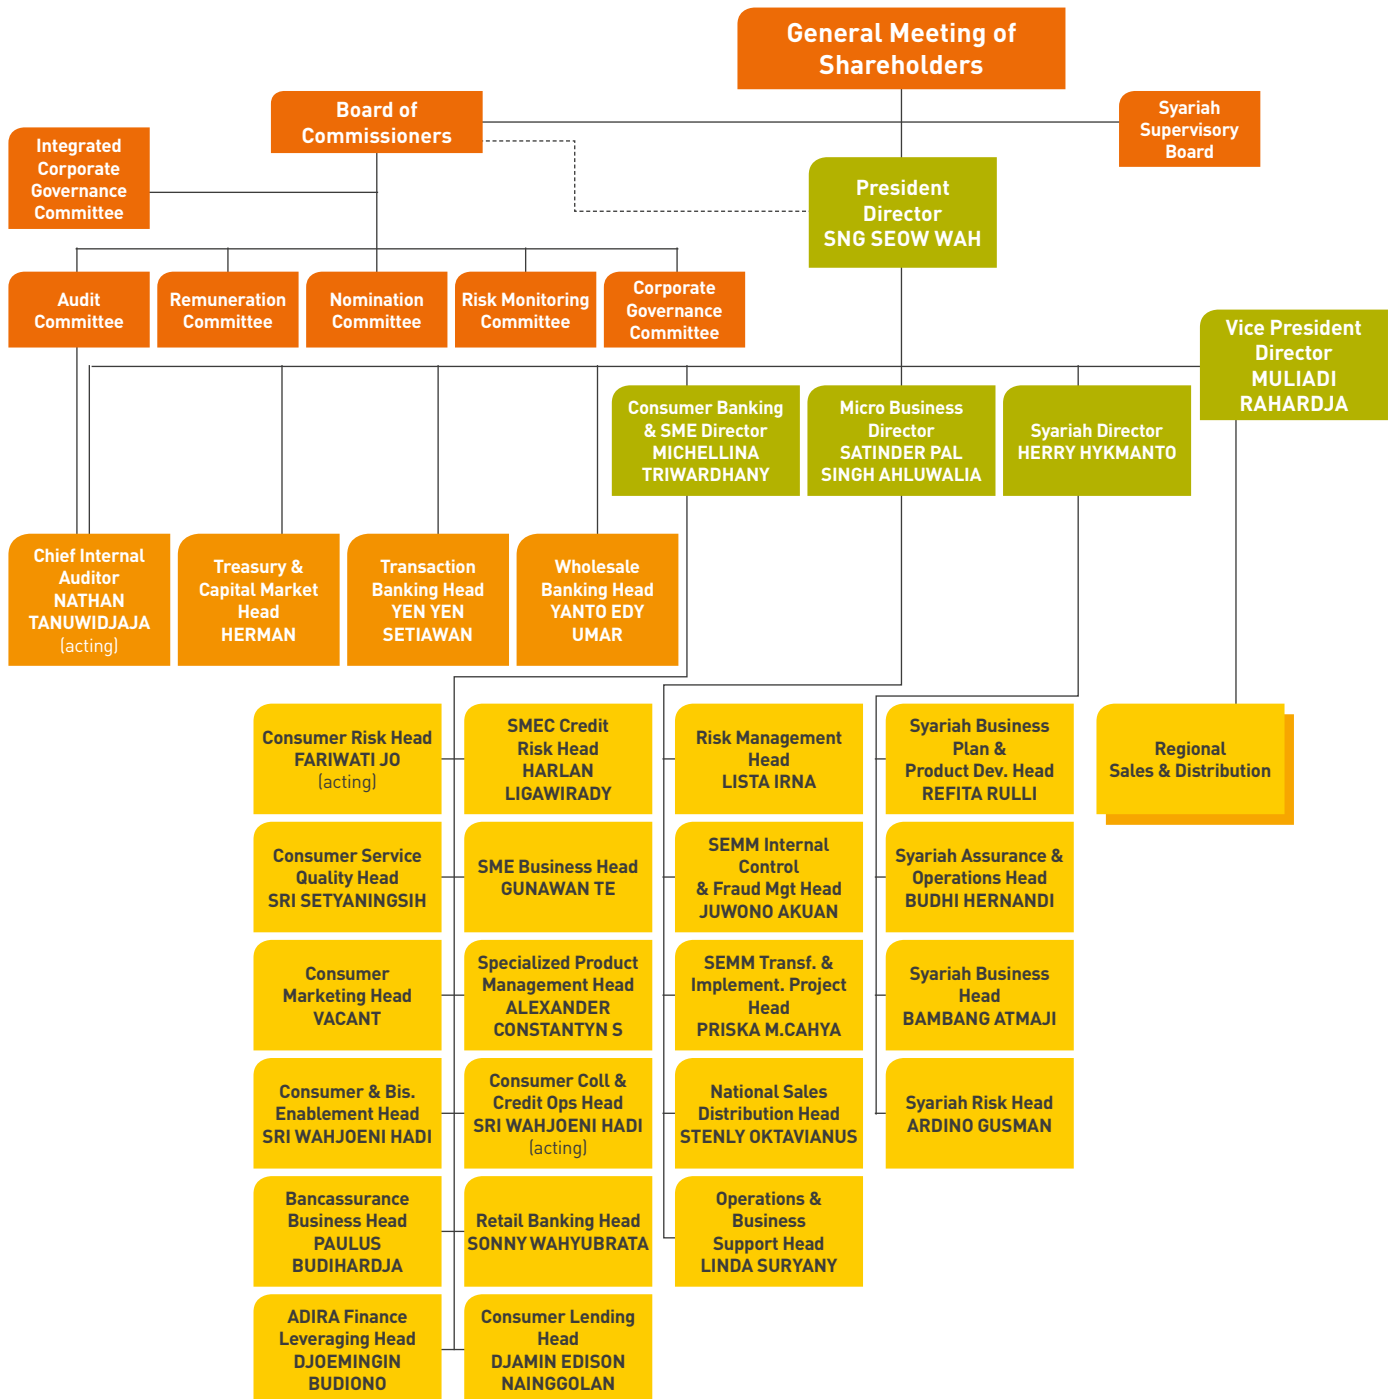 General Meeting of
Shareholders
Board of
Commissioners
Syariah
Supervisory
Board
Integrated
Corporate
Governance
Committee
President
Director
SNG SEOW WAH
Audit
Committee
Remuneration
Committee
Nomination
Committee
Risk Monitoring
Committee
Corporate
Governance
Committee
Vice President
Director
MULIADI
RAHARDJA
Consumer Banking
& SME Director
MICHELLINA
TRIWARDHANY
Micro Business
Director
SATINDER PAL
SINGH AHLUWALIA
Syariah Director
HERRY HYKMANTO
Chief Internal
Auditor
NATHAN
TANUWIDJAJA
(acting)
Treasury &
Capital Market
Head
HERMAN
Transaction
Banking Head
YEN YEN
SETIAWAN
Wholesale
Banking Head
YANTO EDY
UMAR
Consumer Risk Head
FARIWATI JO
(acting)
SMEC Credit
Risk Head
HARLAN
LIGAWIRADY
Risk Management
Head
LISTA IRNA
Syariah Business
Plan &
Product Dev. Head
REFITA RULLI
Regional
Sales & Distribution
Consumer Service
Quality Head
SRI SETYANINGSIH
SME Business Head
GUNAWAN TE
SEMM Internal
Control
& Fraud Mgt Head
JUWONO AKUAN
Syariah Assurance &
Operations Head
BUDHI HERNANDI
Consumer
Marketing Head
VACANT
Specialized Product
Management Head
ALEXANDER
CONSTANTYN S
SEMM Transf. &
Implement. Project
Head
PRISKA M.CAHYA
Syariah Business
Head
BAMBANG ATMAJI
Consumer & Bis.
Enablement Head
SRI WAHJOENI HADI
Consumer Coll &
Credit Ops Head
SRI WAHJOENI HADI
(acting)
National Sales
Distribution Head
STENLY OKTAVIANUS
Syariah Risk Head
ARDINO GUSMAN
Bancassurance
Business Head
PAULUS
BUDIHARDJA
Retail Banking Head
SONNY WAHYUBRATA
Operations &
Business
Support Head
LINDA SURYANY
ADIRA Finance
Leveraging Head
DJOEMINGIN
BUDIONO
Consumer Lending
Head
DJAMIN EDISON
NAINGGOLAN